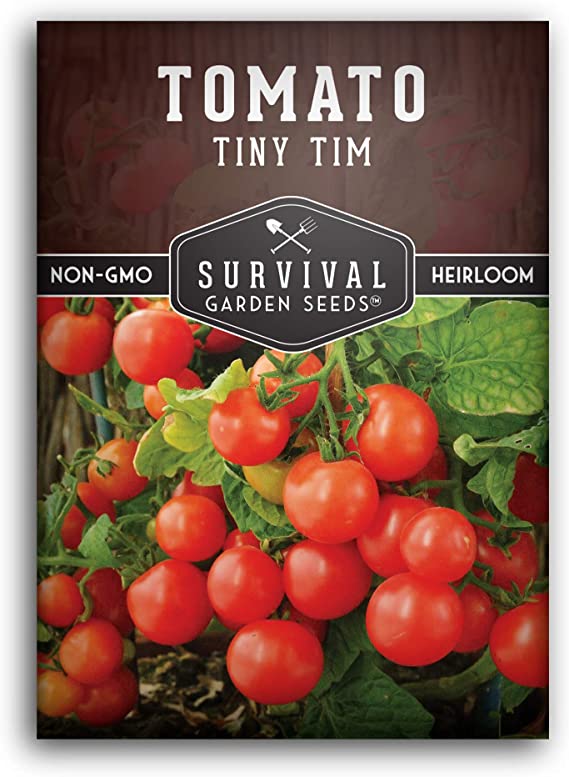 TOMATO
TINY TIM
NON-GMO
SURVIVAL
GARDEN SEEDS™
HEIRLOOM